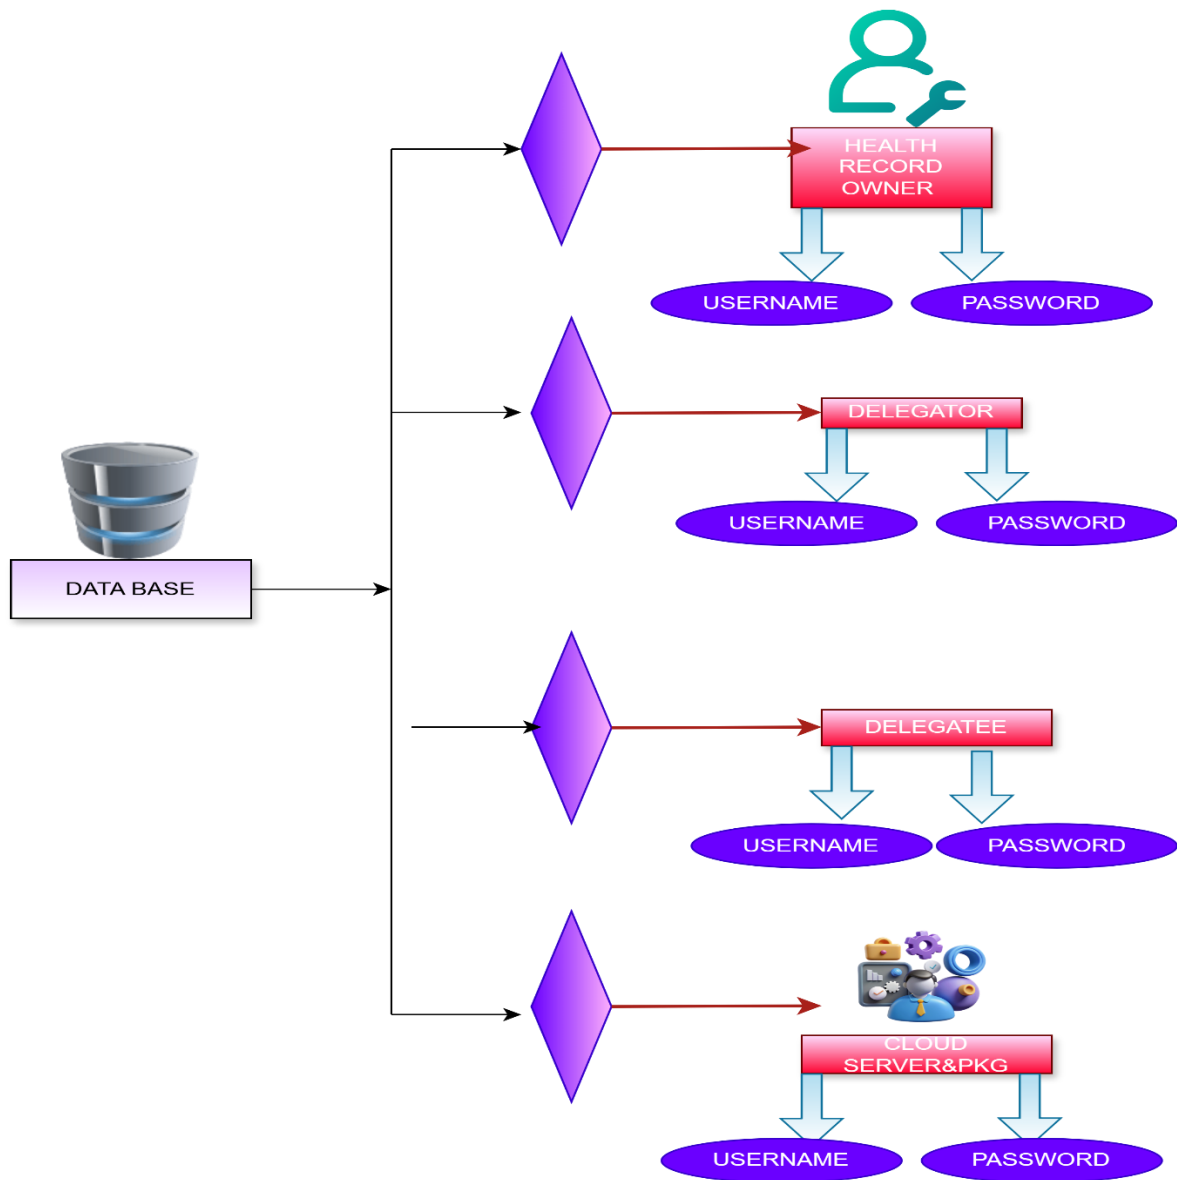 HEALTH
RECORD
OWNER
USERNAME
PASSWORD
DELEGATOR
USERNAME
PASSWORD
DATA BASE
DELEGATEE
USERNAME
PASSWORD
CLOUD
SERVER&PKG
USERNAME
PASSWORD